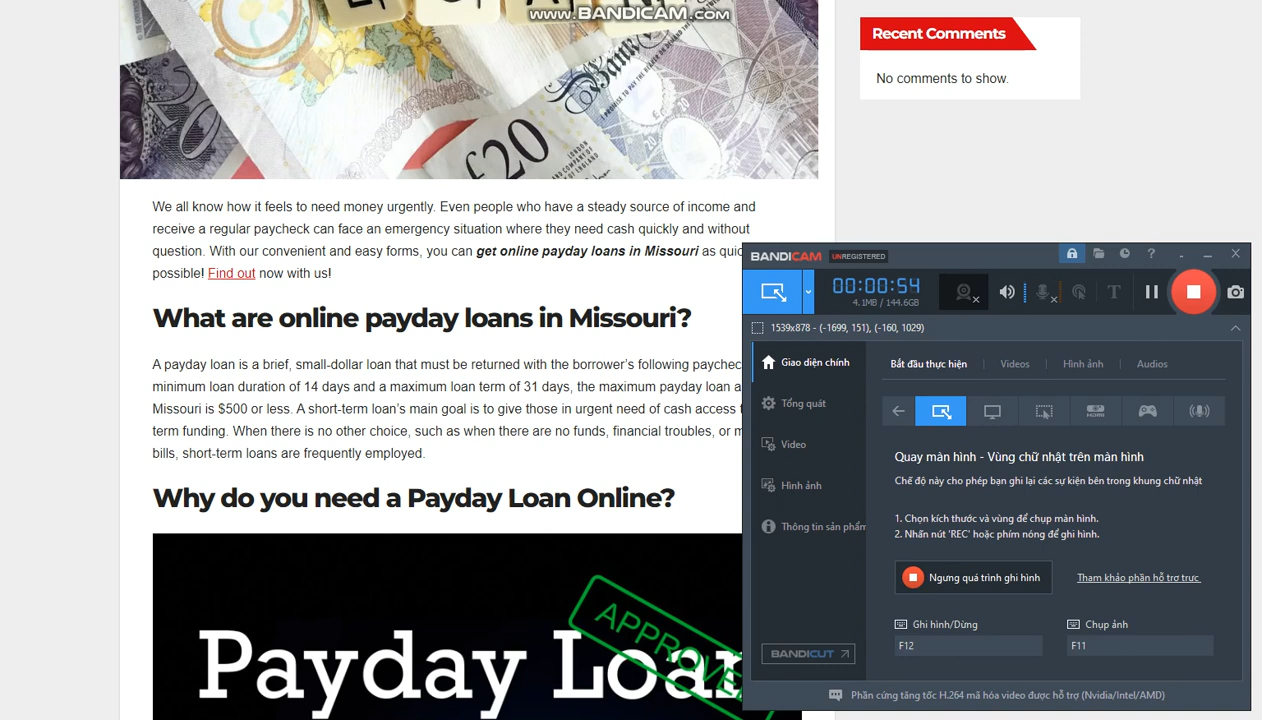 www.BANDICAM.com
£20
Recent Comments
No comments to show.
We all know how it feels to need money urgently. Even people who have a steady source of income and
receive a regular paycheck can face an emergency situation where they need cash quickly and without
question. With our convenient and easy forms, you can get online payday loans in Missouri as quic
possible! Find out now with us!
What are online payday loans in Missouri?
A payday loan is a brief, small-dollar loan that must be returned with the borrower's following paychec
minimum loan duration of 14 days and a maximum loan term of 31 days, the maximum payday loan a
Missouri is $500 or less. A short-term loan's main goal is to give those in urgent need of cash access t
term funding. When there is no other choice, such as when there are no funds, financial troubles, or m
bills, short-term loans are frequently employed.
Why do you need a Payday Loan Online?
Payday Loan
APPROVE
BANDICAM UNREGISTERED
00:00:54
4.1MB / 144.6GB
1539x878 - (-1699, 151), (-160, 1029)
Giao diện chính
Tổng quát
Video
Hình ảnh
Thông tin sản phẩm
BANDICUT
Bắt đầu thực hiện
Videos
Hình ảnh
Audios
HDMI
Quay màn hình - Vùng chữ nhật trên màn hình
Chế độ này cho phép bạn ghi lại các sự kiện bên trong khung chữ nhật
1. Chọn kích thước và vùng để chụp màn hình.
2. Nhấn nút 'REC' hoặc phím nóng để ghi hình.
Ngưng quá trình ghi hình
Tham khảo phần hỗ trợ trực
Ghi hình/Dừng
Chụp ảnh
F12
F11
Phần cứng tăng tốc H.264 mã hóa video được hỗ trợ (Nvidia/Intel/AMD)